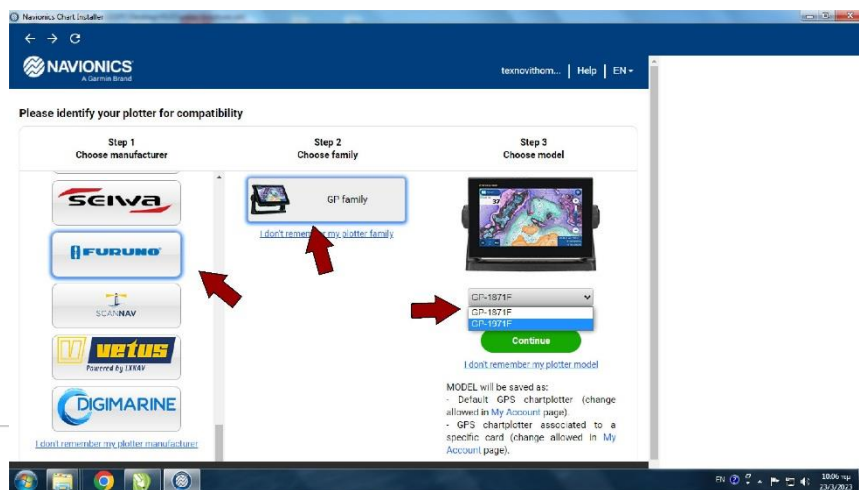 Navionics Chart Installer
NAVIONICS
A Garmin Brand
texnovithom... | Help | EN
Please identify your plotter for compatibility
Step 1
Choose manufacturer
Step 2
Choose family
Step 3
Choose model
SEIWA
FURUNO
SCANNAV
vetus
Powered by LXNAV
DIGIMARINE
I don't remember my plotter manufacturer
GP family
I don't remember my plotter family
37
GP-1871F
GP-1871F
GP-1971F
Continue
I don't remember my plotter model
MODEL will be saved as:
- Default GPS chartplotter (change
allowed in My Account page).
- GPS chartplotter associated to a
specific card (change allowed in My
Account page).
EN
10:06 πμ
23/3/2023